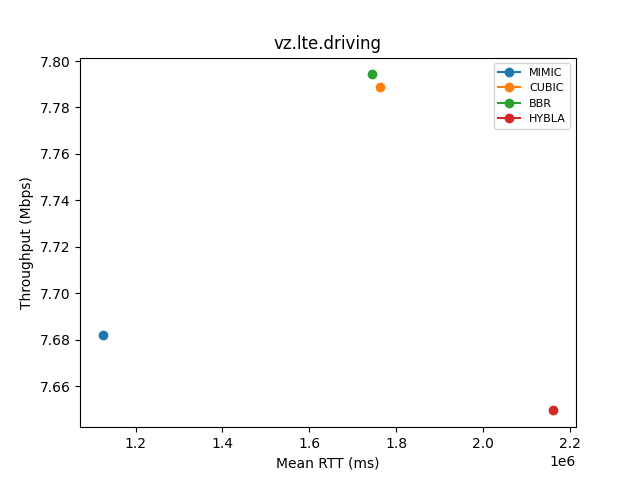 vz.lte.driving
Throughput (Mbps)
7.80
7.78
7.76
7.74
7.72
7.70
7.68
7.66
MIMIC
CUBIC
BBR
HYBLA
1.2 1.4 1.6 1.8 2.0 2.2
1e6
Mean RTT (ms)